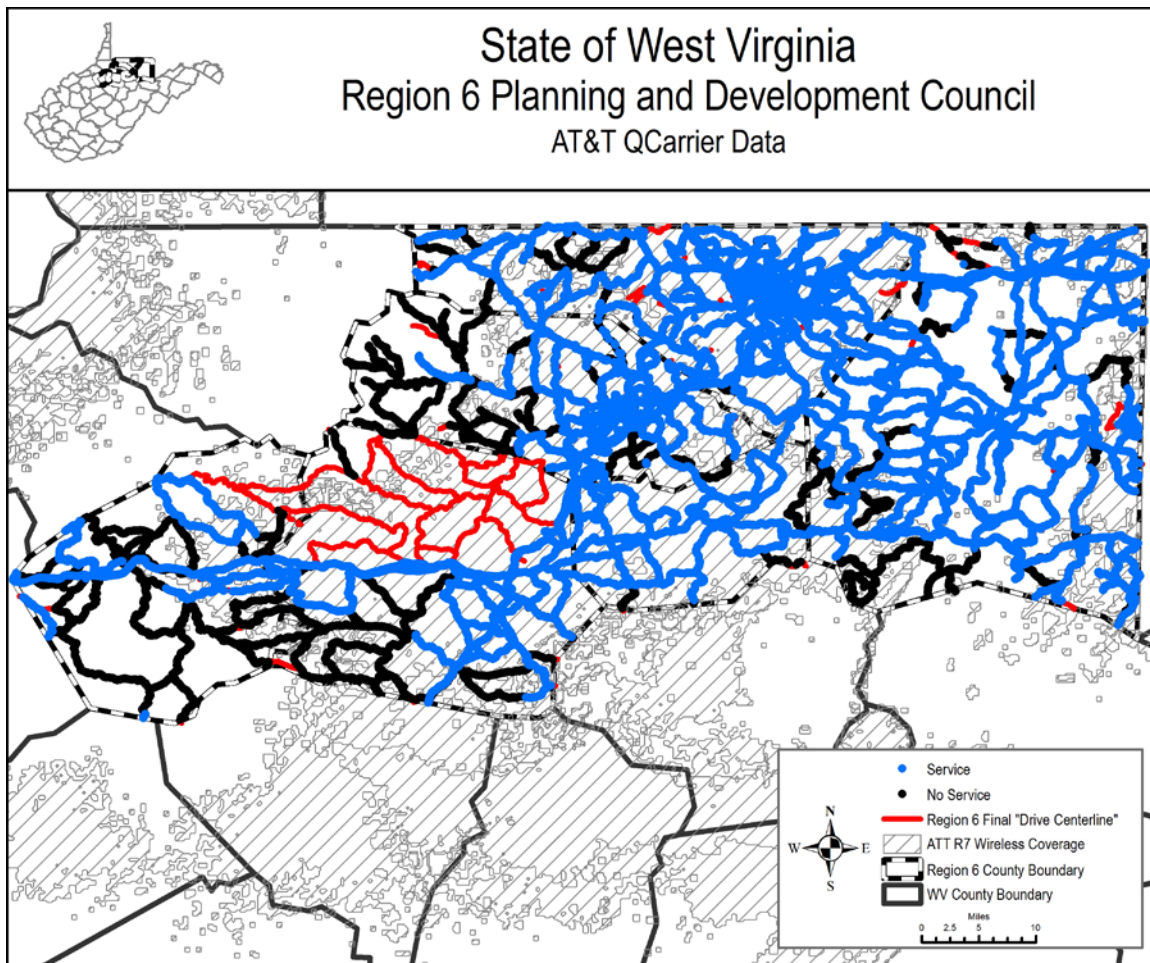 State of West Virginia
Region 6 Planning and Development Council
AT&T QCarrier Data
Service
No Service
Region 6 Final "Drive Centerline"
ATT R7 Wireless Coverage
Region 6 County Boundary
WV County Boundary
N
W E
S
Miles
0 2.5 5 10